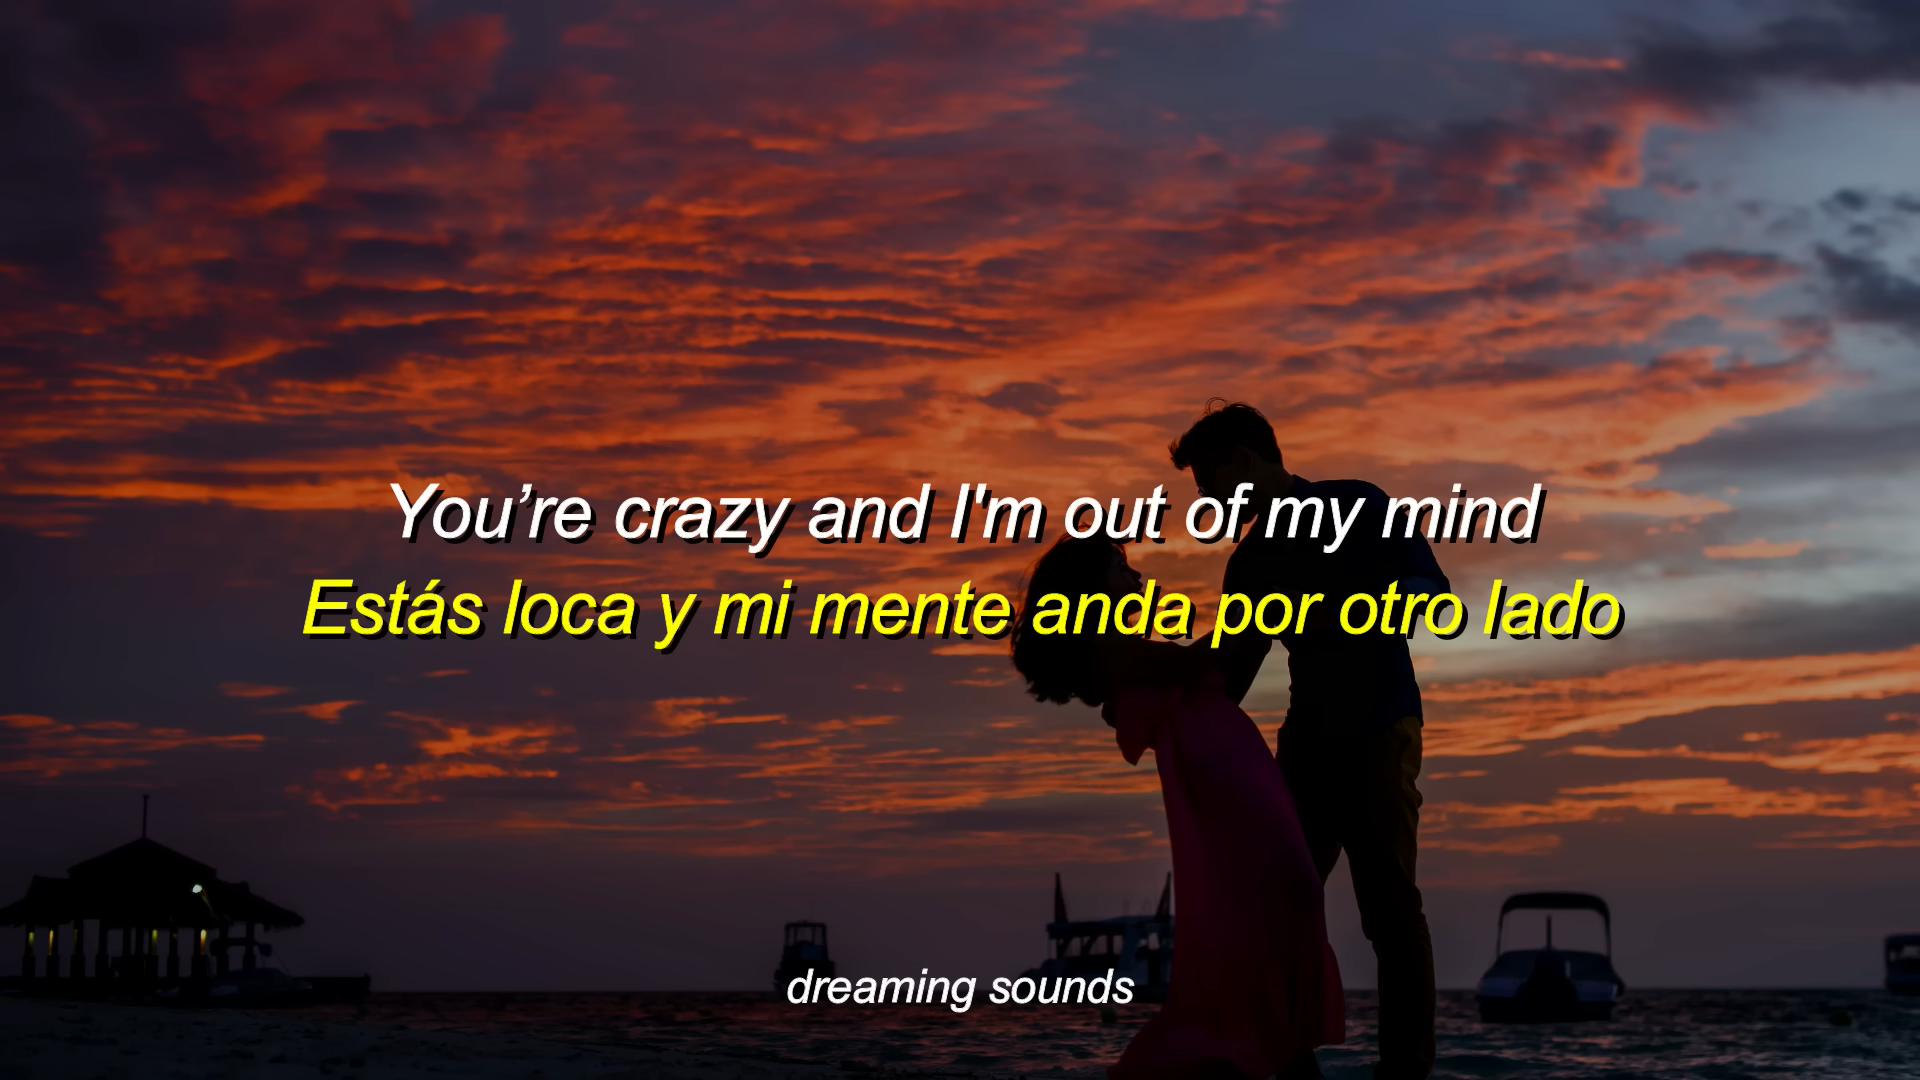 You’re crazy and I'm out of my mind
Estás loca y mi mente anda por otro lado
dreaming sounds